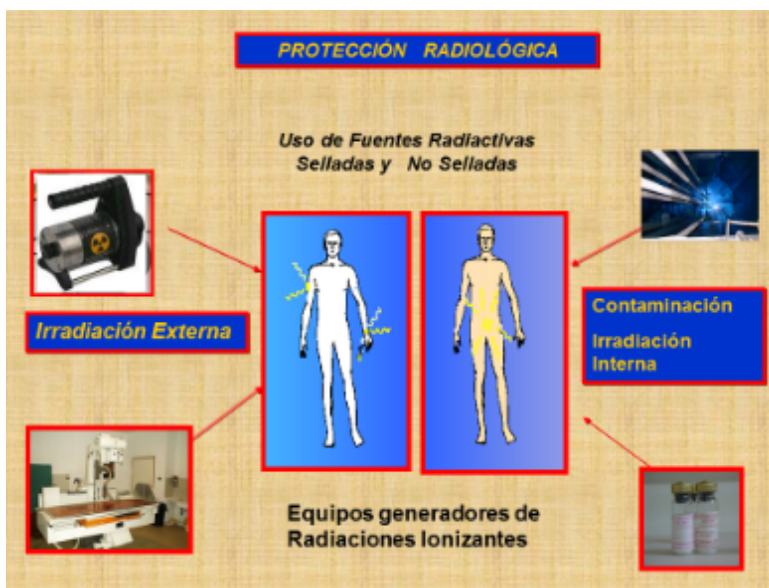 PROTECCIÓN RADIOLÓGICA
Uso de Fuentes Radiactivas
Selladas y No Selladas
Irradiación Externa
Contaminación
Irradiación
Interna
Equipos generadores de
Radiaciones Ionizantes